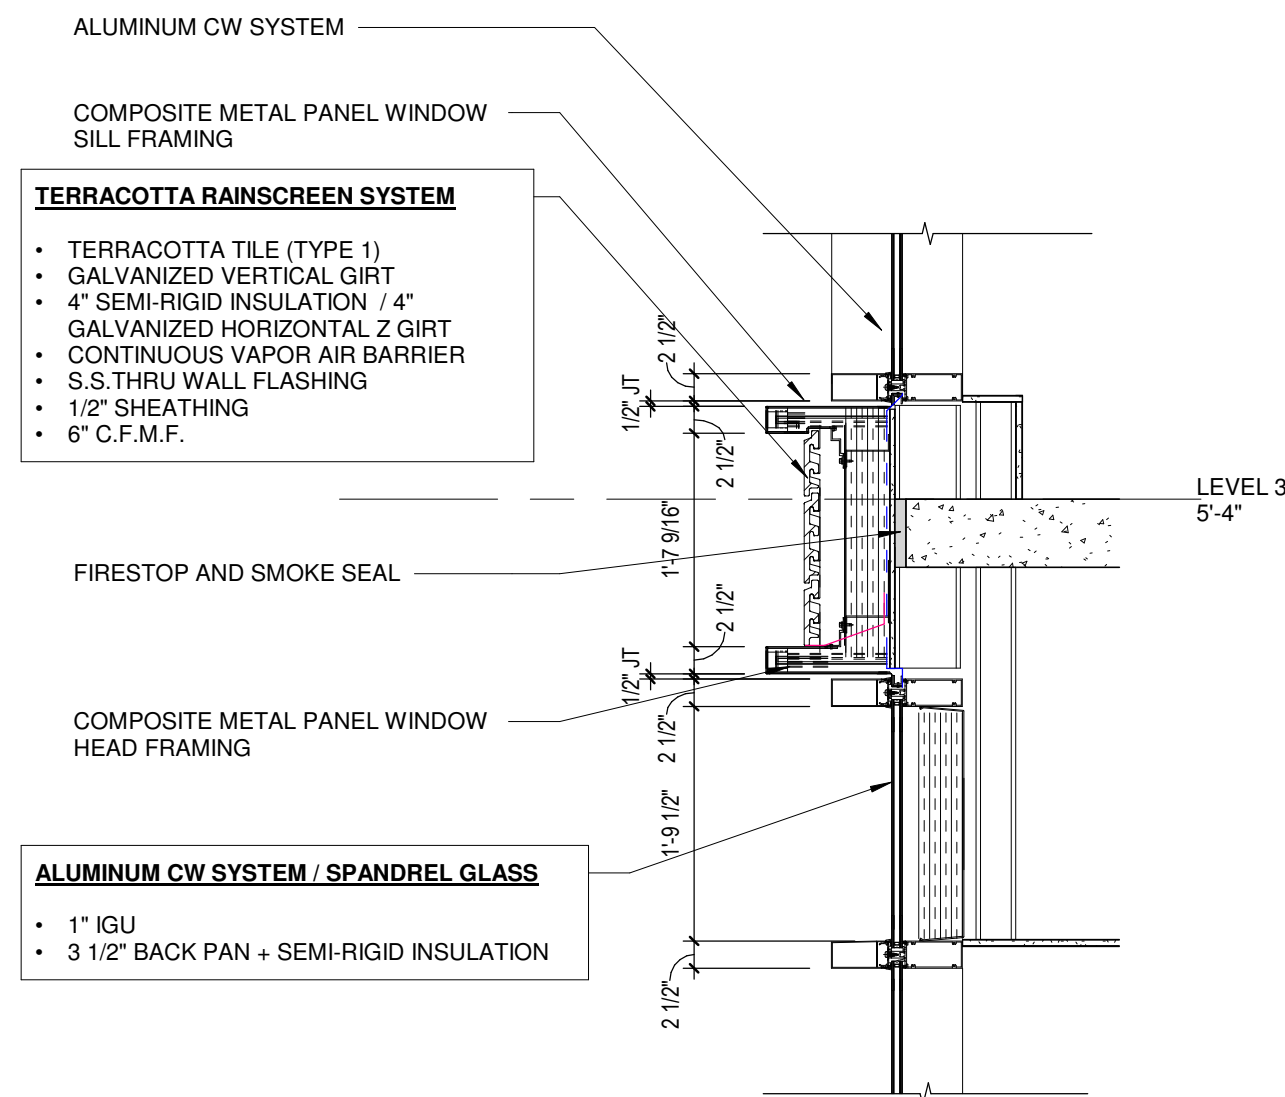 ALUMINUM CW SYSTEM
COMPOSITE METAL PANEL WINDOW
SILL FRAMING
TERRACOTTA RAINSCREEN SYSTEM
• TERRACOTTA TILE (TYPE 1)
• GALVANIZED VERTICAL GIRT
• 4" SEMI-RIGID INSULATION / 4"
GALVANIZED HORIZONTAL Z GIRT
• CONTINUOUS VAPOR AIR BARRIER
• S.S.THRU WALL FLASHING
• 1/2" SHEATHING
• 6" C.F.M.F.
FIRESTOP AND SMOKE SEAL
COMPOSITE METAL PANEL WINDOW
HEAD FRAMING
ALUMINUM CW SYSTEM / SPANDREL GLASS
• 1" IGU
• 3 1/2" BACK PAN + SEMI-RIGID INSULATION
2 1/2"
1/2" JT
2 1/2"
1'-7 9/16"
2 1/2"
1/2" JT
2 1/2"
1'-9 1/2"
2 1/2"
LEVEL 3
5'-4"